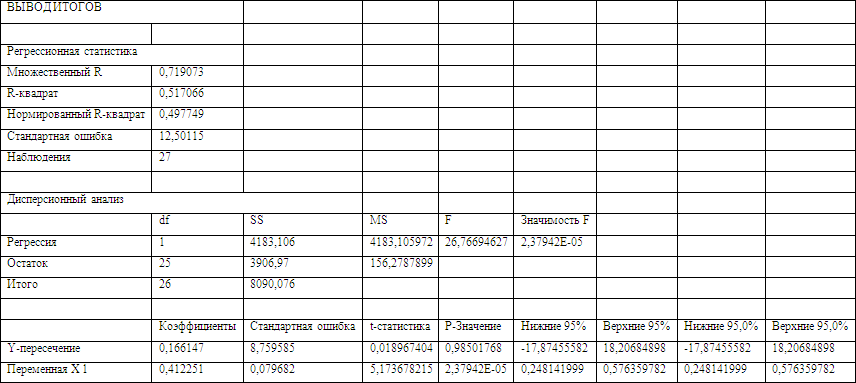 ВЫВОД ИТОГОВ
Регрессионная статистика
Множественный R 0,719073
R-квадрат 0,517066
Нормированный R-квадрат 0,497749
Стандартная ошибка 12,50115
Наблюдения 27
Дисперсионный анализ
df SS MS F Значимость F
Регрессия 1 4183,106 4183,105972 26,76694627 2,37942E-05
Остаток 25 3906,97 156,2787899
Итого 26 8090,076
Коэффициенты Стандартная ошибка t-статистика P-Значение Нижние 95% Верхние 95% Нижние 95,0% Верхние 95,0%
Y-пересечение 0,166147 8,759585 0,018967404 0,98501768 -17,87455582 18,20684898 -17,87455582 18,20684898
Переменная X 1 0,412251 0,079682 5,173678215 2,37942E-05 0,248141999 0,576359782 0,248141999 0,576359782